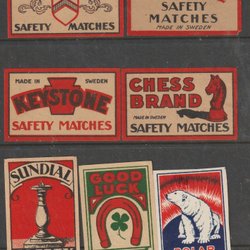 SAFETY MATCHES
SAFETY
MATCHES
MADE IN SWEDEN
MADE IN SWEDEN
KEYSTONE
SAFETY MATCHES
CHESS
BRAND
MADE IN SWEDEN
SAFETY MATCHES
SUNDIAL
GOOD
LUCK
POLAR